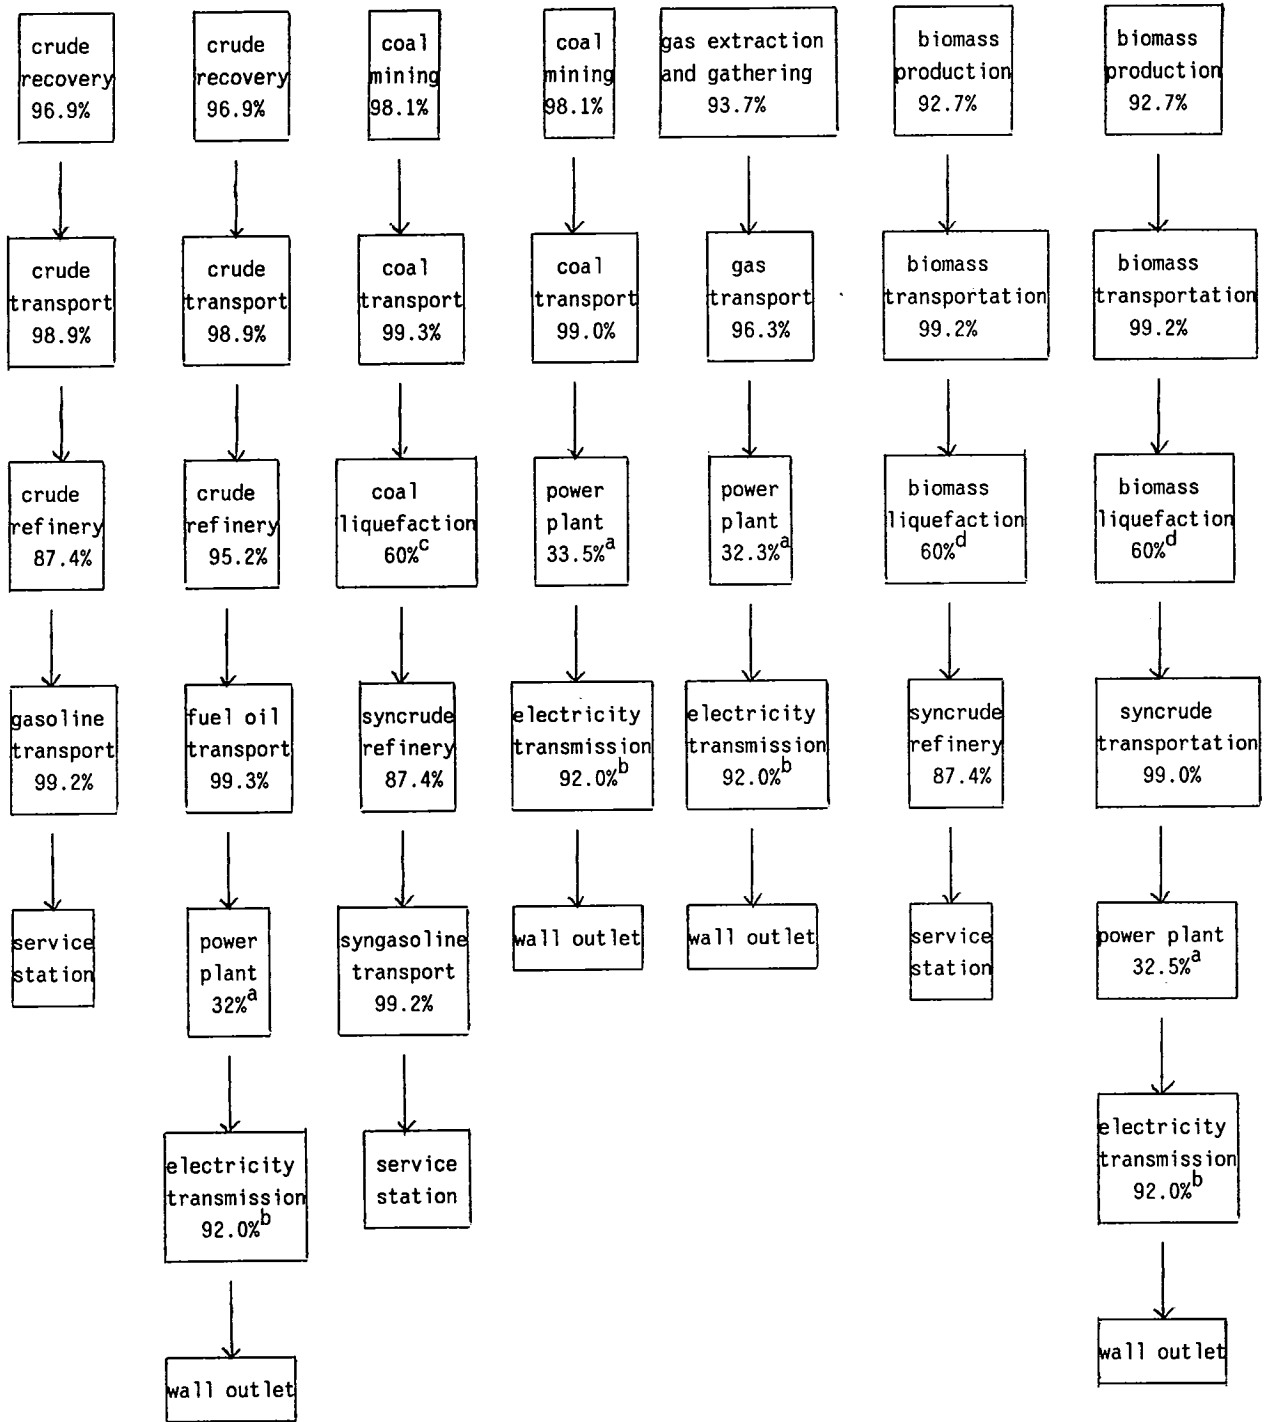 crude
recovery
96.9%
crude
transport
98.9%
crude
refinery
87.4%
gasoline
transport
99.2%
service
station
crude
recovery
96.9%
crude
transport
98.9%
crude
refinery
95.2%
fuel oil
transport
99.3%
power
plant
32%a
electricity
transmission
92.0%b
wall outlet
coal
mining
98.1%
coal
transport
99.3%
coal
liquefaction
60%c
syncrude
refinery
87.4%
syngasoline
transport
99.2%
service
station
coal
mining
98.1%
coal
transport
99.0%
power
plant
33.5%a
electricity
transmission
92.0%b
wall outlet
gas extraction
and gathering
93.7%
gas
transport
96.3%
power
plant
32.3%a
electricity
transmission
92.0%b
wall outlet
biomass
production
92.7%
biomass
transportation
99.2%
biomass
liquefaction
60%d
syncrude
refinery
87.4%
service
station
biomass
production
92.7%
biomass
transportation
99.2%
biomass
liquefaction
60%d
syncrude
transportation
99.0%
power plant
32.5%a
electricity
transmission
92.0%b
wall outlet